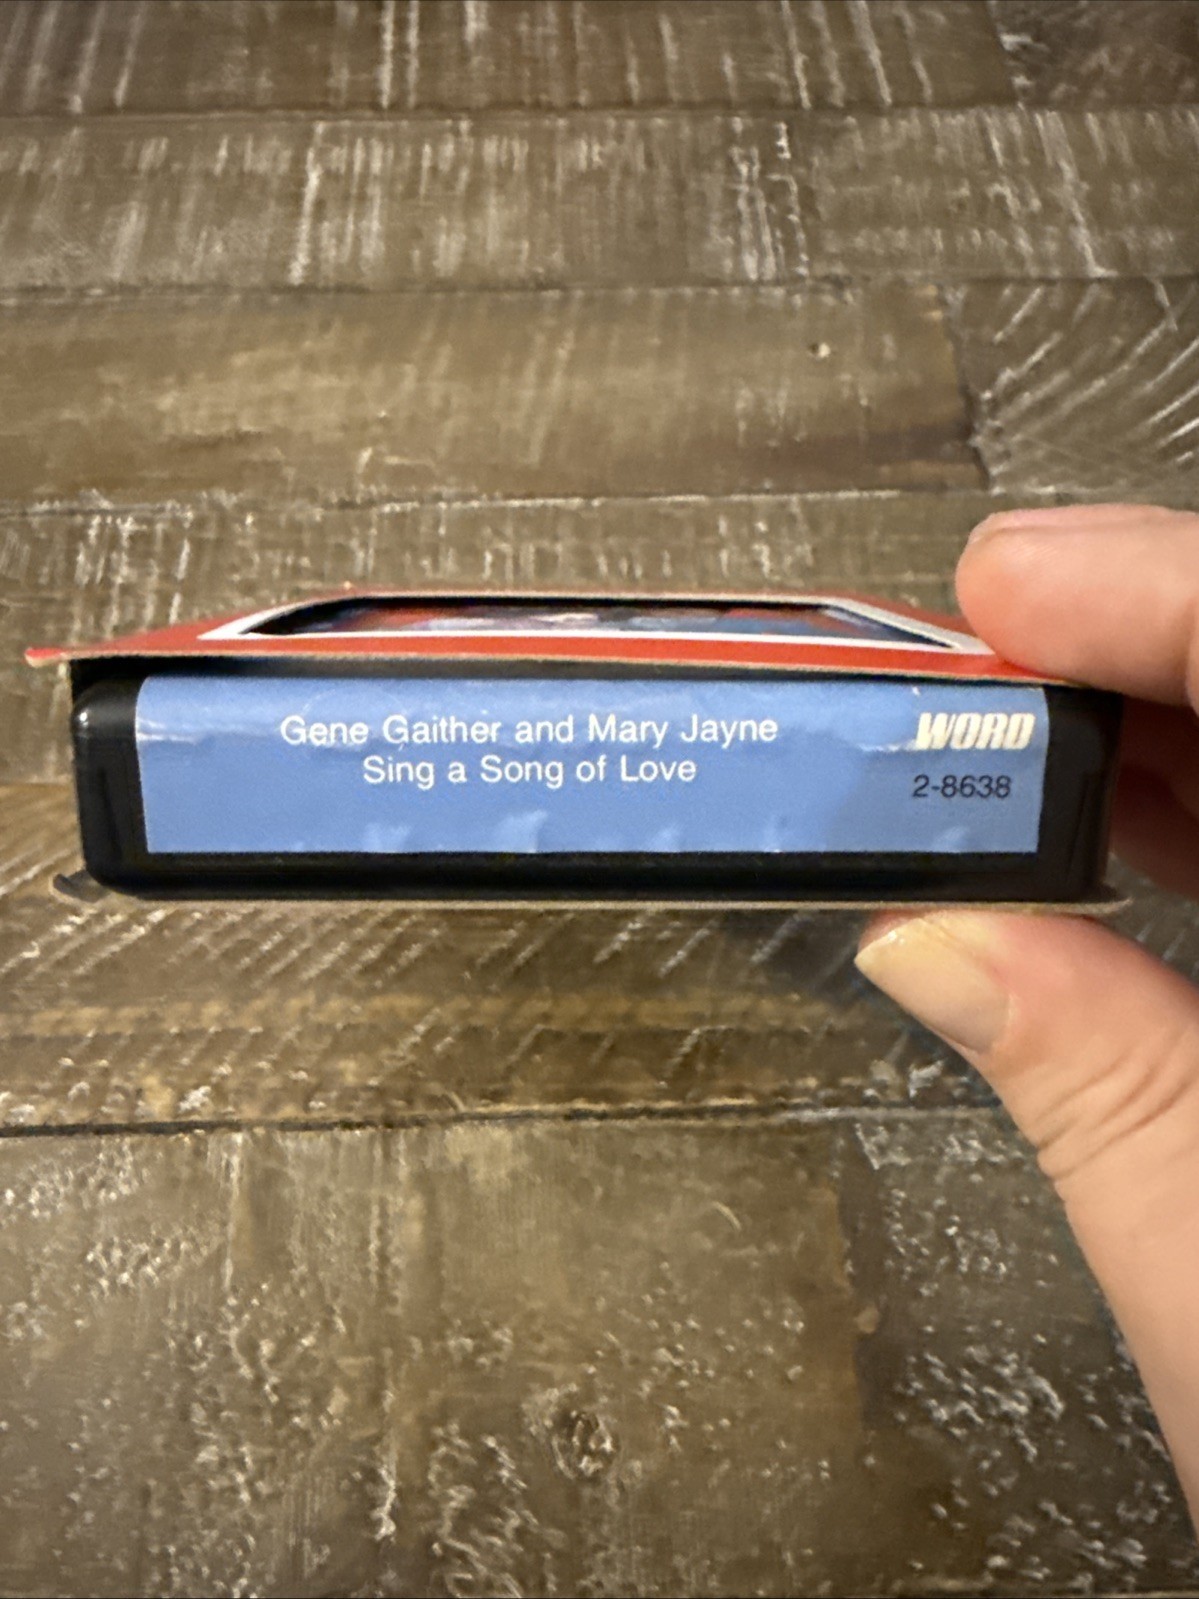 Gene Gaither and Mary Jayne
Sing a Song of Love
WORD
2-8638